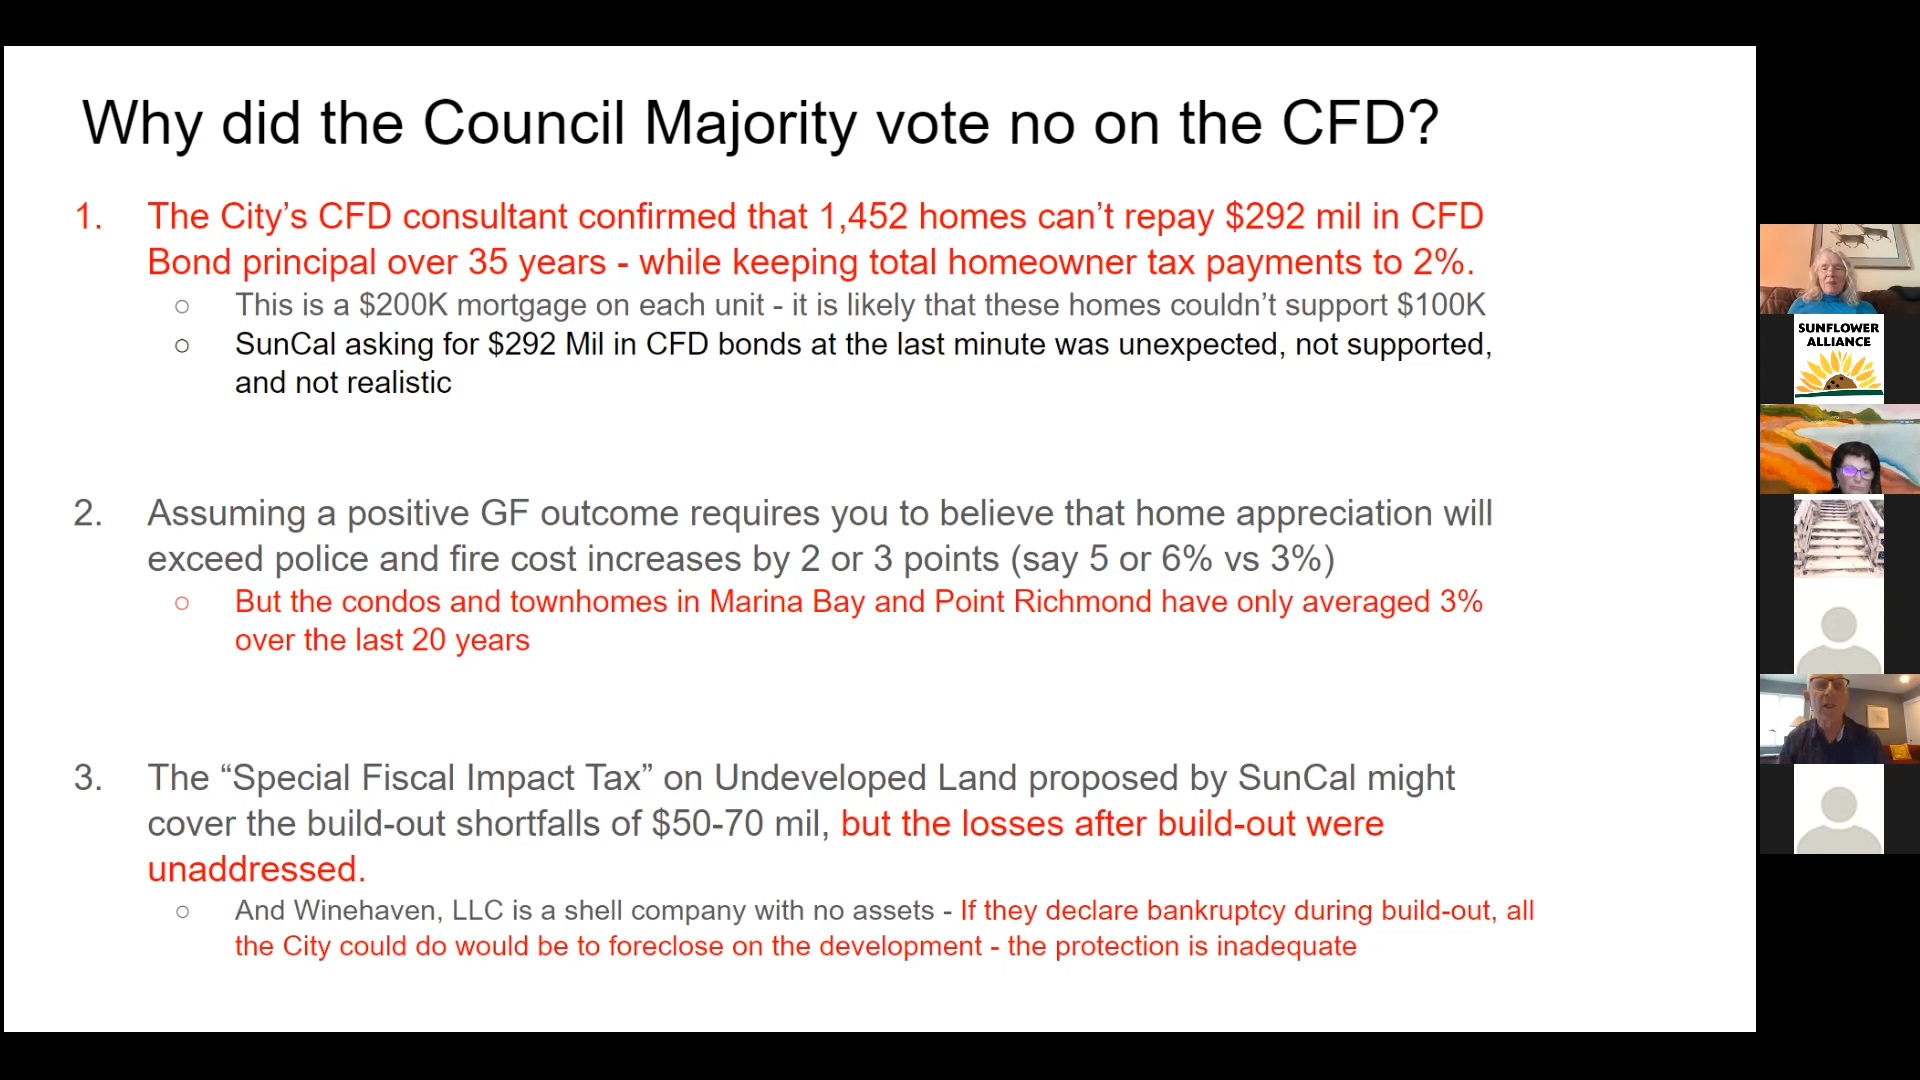 Why did the Council Majority vote no on the CFD?
1. The City’s CFD consultant confirmed that 1,452 homes can’t repay $292 mil in CFD
Bond principal over 35 years - while keeping total homeowner tax payments to 2%.
○ This is a $200K mortgage on each unit - it is likely that these homes couldn’t support $100K
○ SunCal asking for $292 Mil in CFD bonds at the last minute was unexpected, not supported,
and not realistic
2. Assuming a positive GF outcome requires you to believe that home appreciation will
exceed police and fire cost increases by 2 or 3 points (say 5 or 6% vs 3%)
○ But the condos and townhomes in Marina Bay and Point Richmond have only averaged 3%
over the last 20 years
3. The “Special Fiscal Impact Tax” on Undeveloped Land proposed by SunCal might
cover the build-out shortfalls of $50-70 mil, but the losses after build-out were
unaddressed.
○ And Winehaven, LLC is a shell company with no assets - If they declare bankruptcy during build-out, all
the City could do would be to foreclose on the development - the protection is inadequate
SUNFLOWER
ALLIANCE